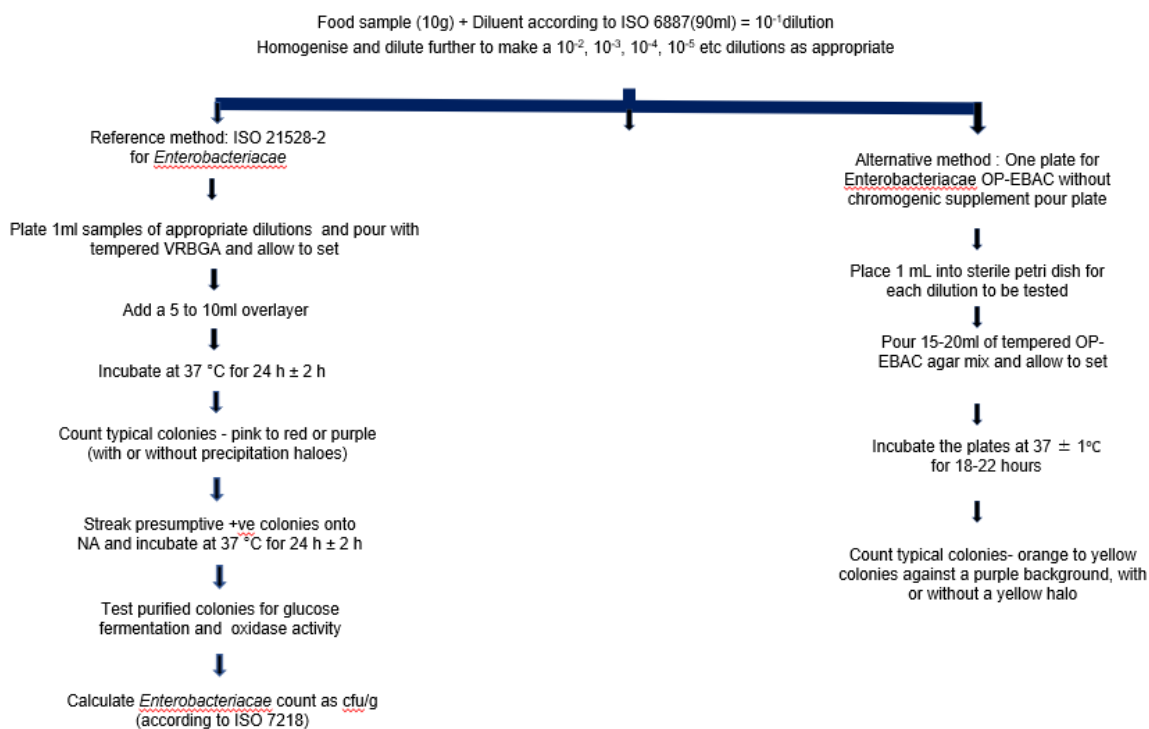 Food sample (10g) + Diluent according to ISO 6887(90ml) = 10⁻¹dilution
Homogenise and dilute further to make a 10⁻², 10⁻³, 10⁻⁴, 10⁻⁵ etc dilutions as appropriate
Reference method: ISO 21528-2
for Enterobacteriacae
Plate 1ml samples of appropriate dilutions and pour with
tempered VRBGA and allow to set
Add a 5 to 10ml overlayer
Incubate at 37 °C for 24 h ± 2 h
Count typical colonies - pink to red or purple
(with or without precipitation haloes)
Streak presumptive +ve colonies onto
NA and incubate at 37 °C for 24 h ± 2 h
Test purified colonies for glucose
fermentation and oxidase activity
Calculate Enterobacteriacae count as cfu/g
(according to ISO 7218)
Alternative method : One plate for
Enterobacteriacae OP-EBAC without
chromogenic supplement pour plate
Place 1 mL into sterile petri dish for
each dilution to be tested
Pour 15-20ml of tempered OP-
EBAC agar mix and allow to set
Incubate the plates at 37 ± 1°C
for 18-22 hours
Count typical colonies- orange to yellow
colonies against a purple background, with
or without a yellow halo